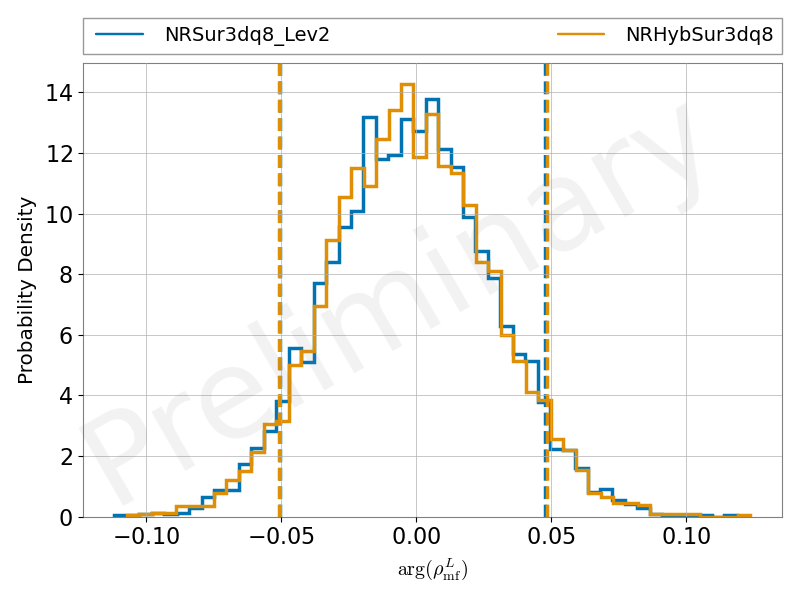 NRSur3dq8_Lev2 NRHybSur3dq8
Probability Density
14
12
10
8
6
4
2
0
−0.10 −0.05 0.00 0.05 0.10
arg(ρ^L_mf)
Preliminary